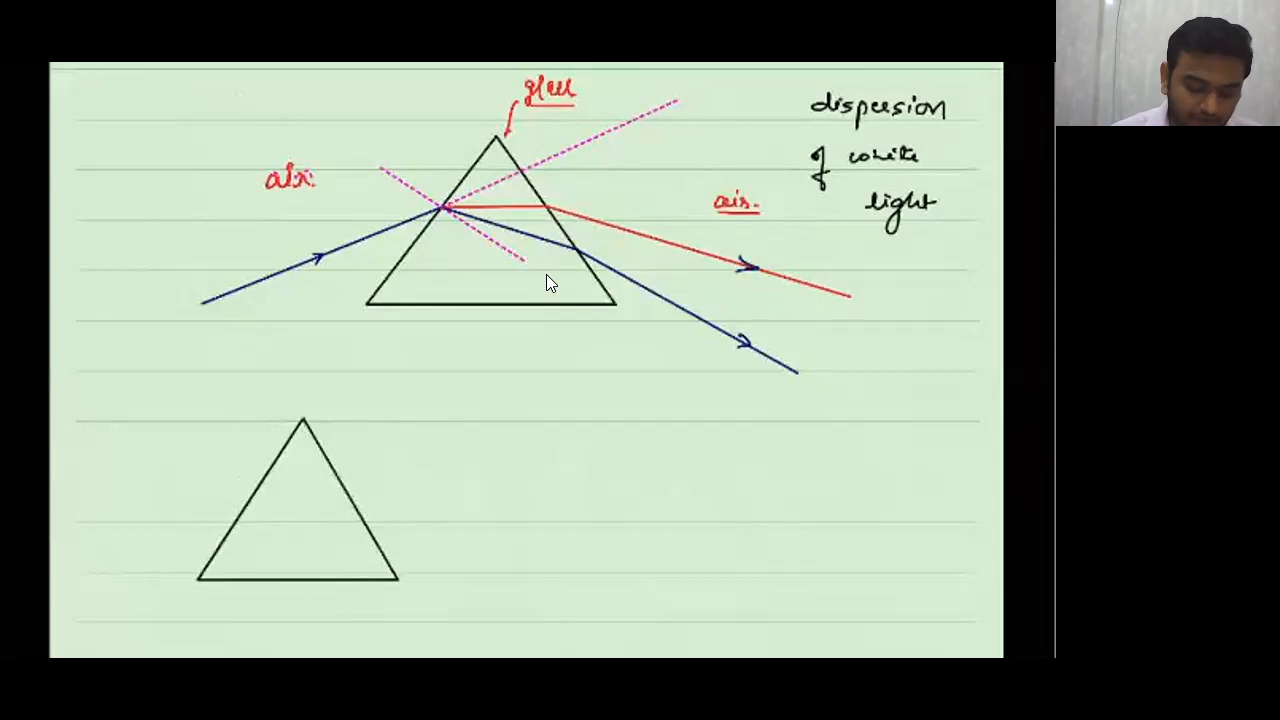 glass
dispersion
air.
of white
air.
light